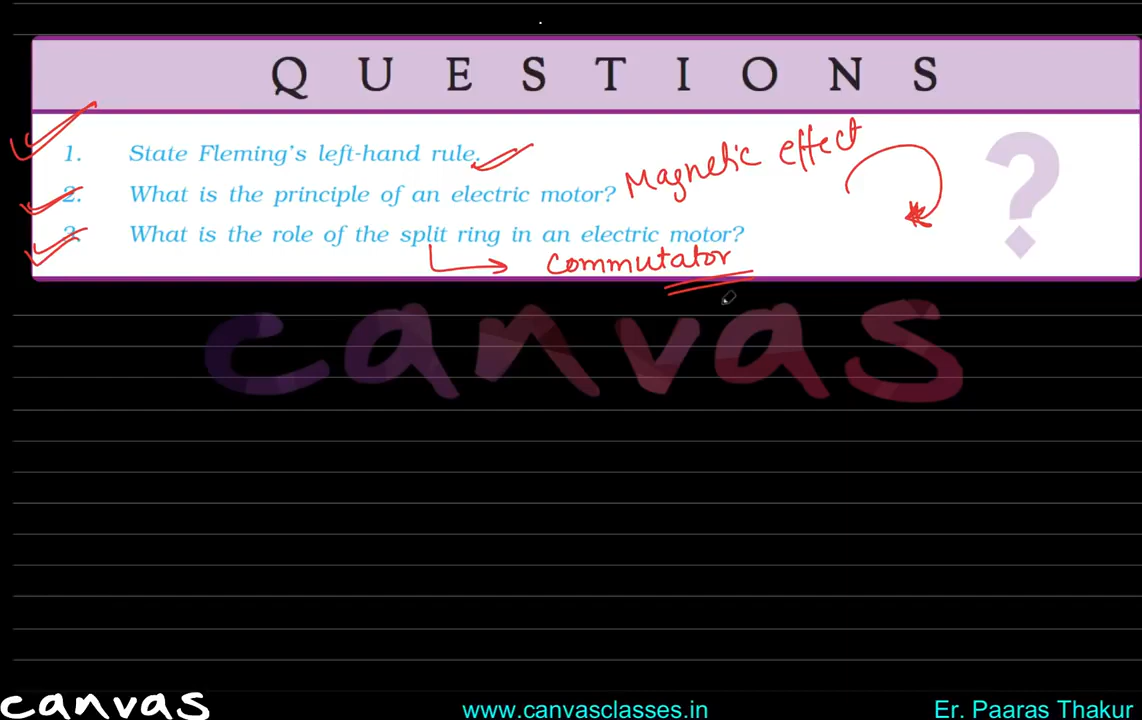 QUESTIONS
1. State Fleming's left-hand rule.
2. What is the principle of an electric motor? Magnetic effect
3. What is the role of the split ring in an electric motor?
commutator
canvas
canvas www.canvasclasses.in Er. Paaras Thakur